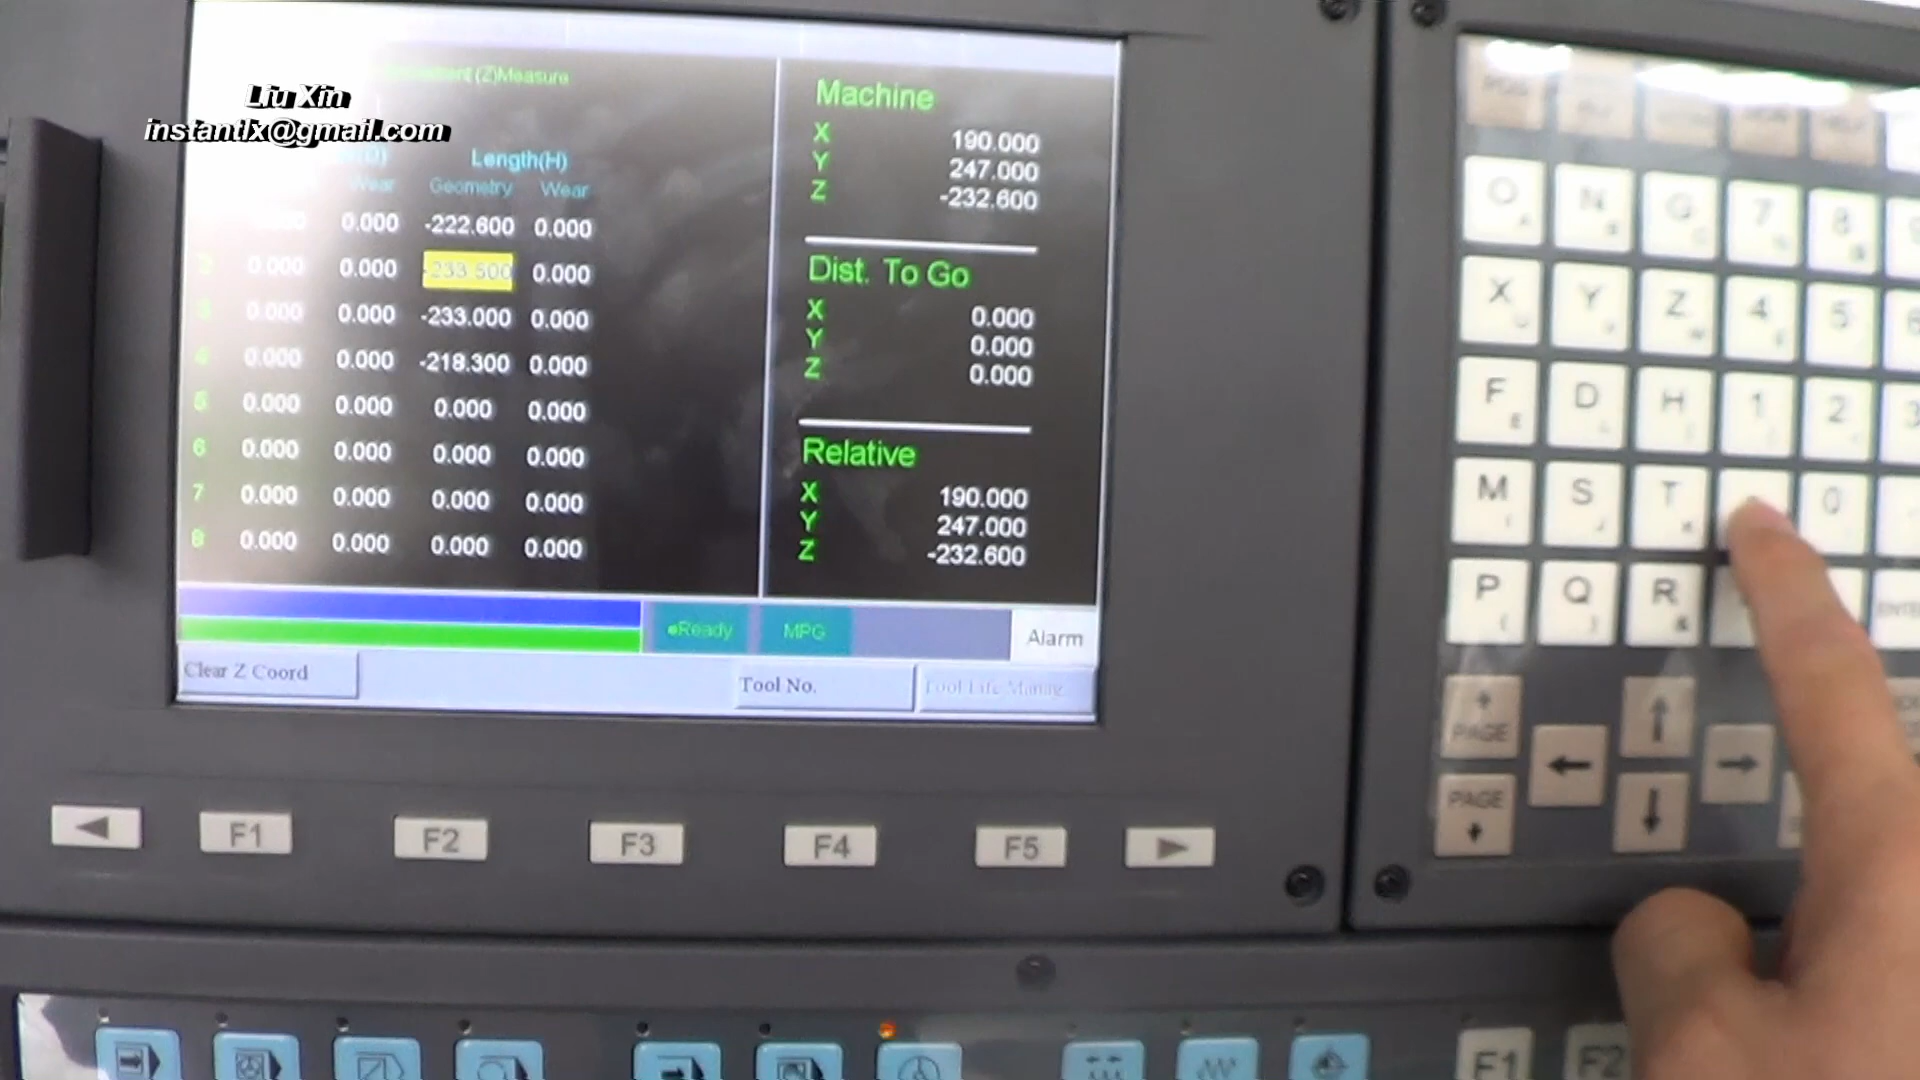 Liu Xin
instantlx@gmail.com
(Z)Measure
Length(H)
Wear Geometry Wear
0.000 -222.600 0.000
2 0.000 0.000 -233.500 0.000
3 0.000 0.000 -233.000 0.000
4 0.000 0.000 -218.300 0.000
5 0.000 0.000 0.000 0.000
6 0.000 0.000 0.000 0.000
7 0.000 0.000 0.000 0.000
8 0.000 0.000 0.000 0.000
Machine
X 190.000
Y 247.000
Z -232.600
Dist. To Go
X 0.000
Y 0.000
Z 0.000
Relative
X 190.000
Y 247.000
Z -232.600
Ready MPG Alarm
Clear Z Coord Tool No. Tool Life Manag.
F1 F2 F3 F4 F5
POS
O N G 7 8
X Y Z 4 5
F D H 1 2 3
M S T 0
P Q R ENTER
PAGE
PAGE
F1 F2